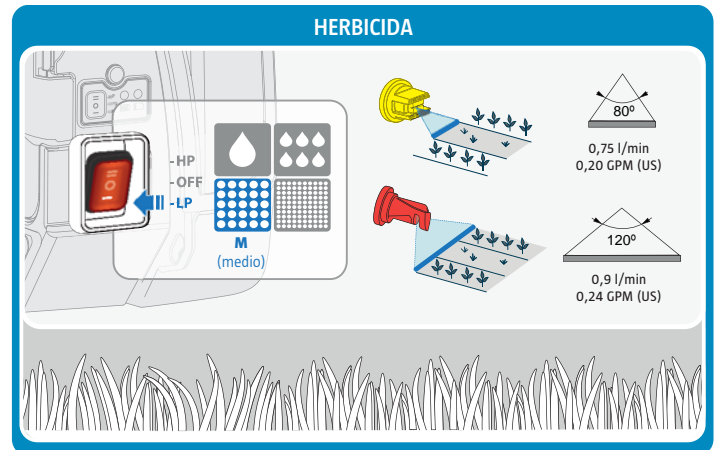 HERBICIDA
-HP
-OFF
-LP
M
(medio)
80º
0,75 l/min
0,20 GPM (US)
120º
0,9 l/min
0,24 GPM (US)